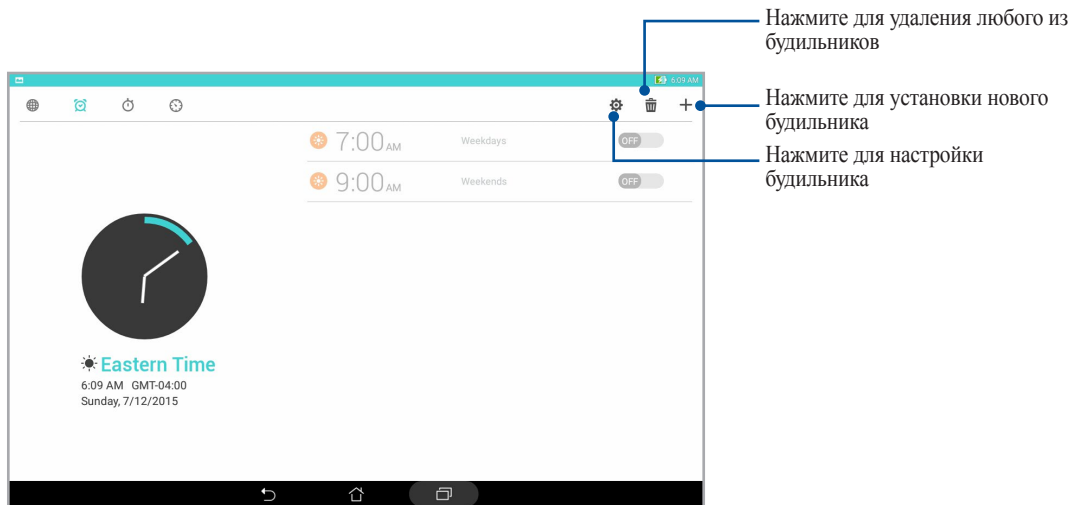 Нажмите для удаления любого из
будильников
6:09 AM
Нажмите для установки нового
будильника
Нажмите для настройки
будильника
7:00 AM Weekdays OFF
9:00 AM Weekends OFF
Eastern Time
6:09 AM GMT-04:00
Sunday, 7/12/2015